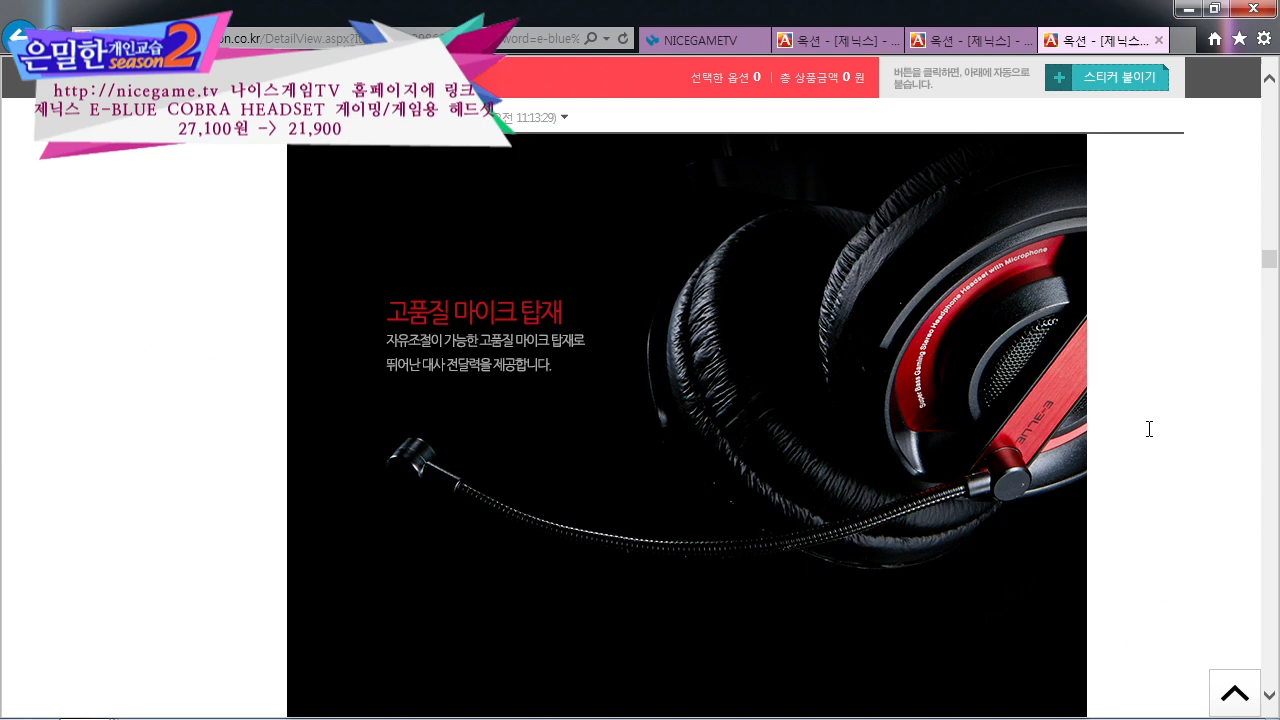 은밀한개인교습
season2
on.co.kr/DetailView.aspx?
word=e-blue%
NICEGAMETV
옥션 - [제닉스] - ...
옥션 - [제닉스] - ...
옥션 - [제닉스...
선택한 옵션 0 | 총 상품금액 0 원
버튼을 클릭하면, 아래에 자동으로
붙습니다.
스티커 붙이기
http://nicegame.tv 나이스게임TV 홈페이지에 링크
제닉스 E-BLUE COBRA HEADSET 게이밍/게임용 헤드셋
27,100원 -> 21,900
11:13:29)
고품질 마이크 탑재
자유조절이 가능한 고품질 마이크 탑재로
뛰어난 대사 전달력을 제공합니다.
Super Bass Gaming Stereo Headphone Headset with Microphone
E-BLUE